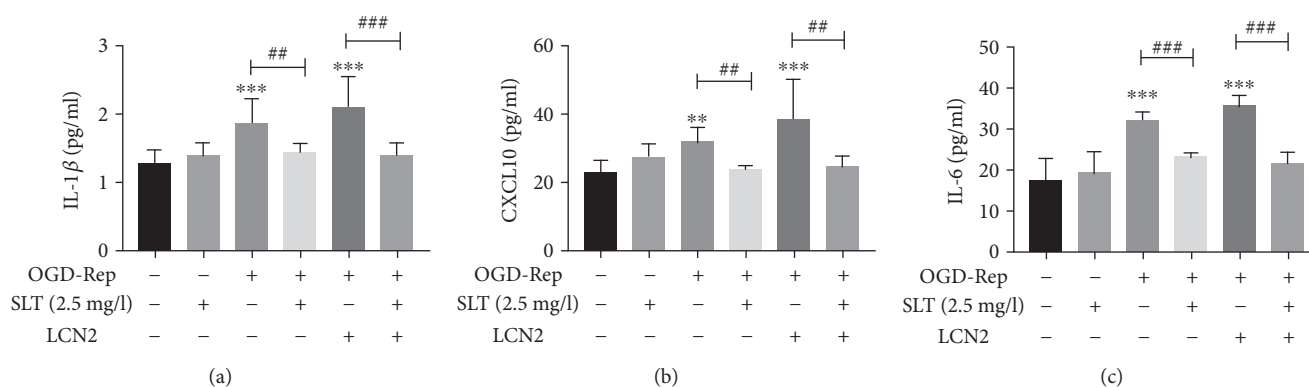 ###
##
***
***
3
2
1
0
IL-1β (pg/ml)
OGD-Rep – – + + + +
SLT (2.5 mg/l) – + – + – +
LCN2 – – – – + +
(a)
##
##
**
***
60
40
20
0
CXCL10 (pg/ml)
OGD-Rep – – + + + +
SLT (2.5 mg/l) – + – + – +
LCN2 – – – – + +
(b)
###
###
***
***
50
40
30
20
10
0
IL-6 (pg/ml)
OGD-Rep – – + + + +
SLT (2.5 mg/l) – + – + – +
LCN2 – – – – + +
(c)